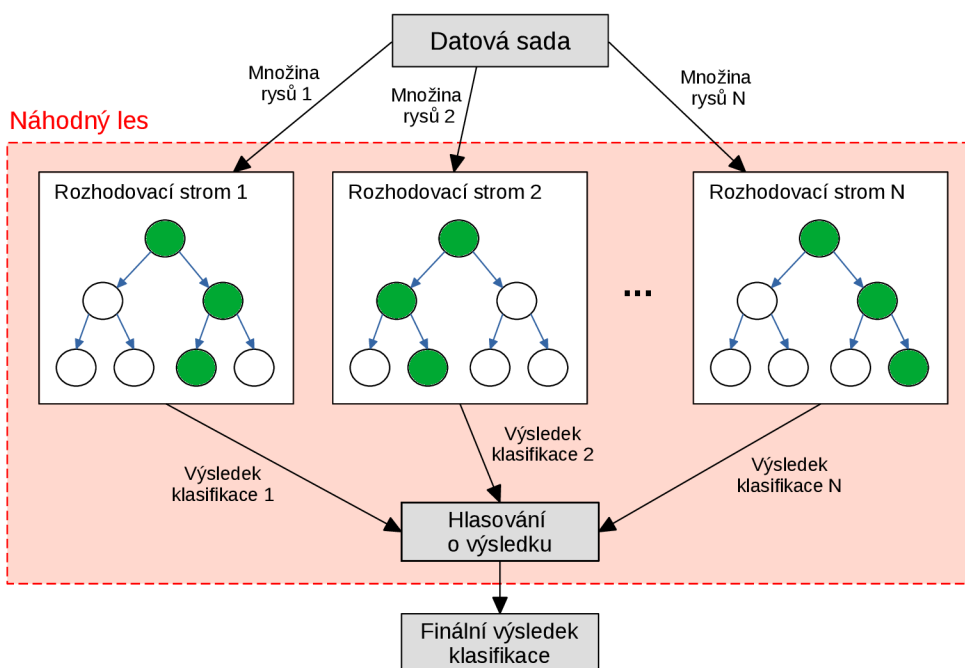 Datová sada
Množina
rysů 1
Množina
rysů 2
Množina
rysů N
Náhodný les
Rozhodovací strom 1
Rozhodovací strom 2
Rozhodovací strom N
...
Výsledek
klasifikace 1
Výsledek
klasifikace 2
Výsledek
klasifikace N
Hlasování
o výsledku
Finální výsledek
klasifikace